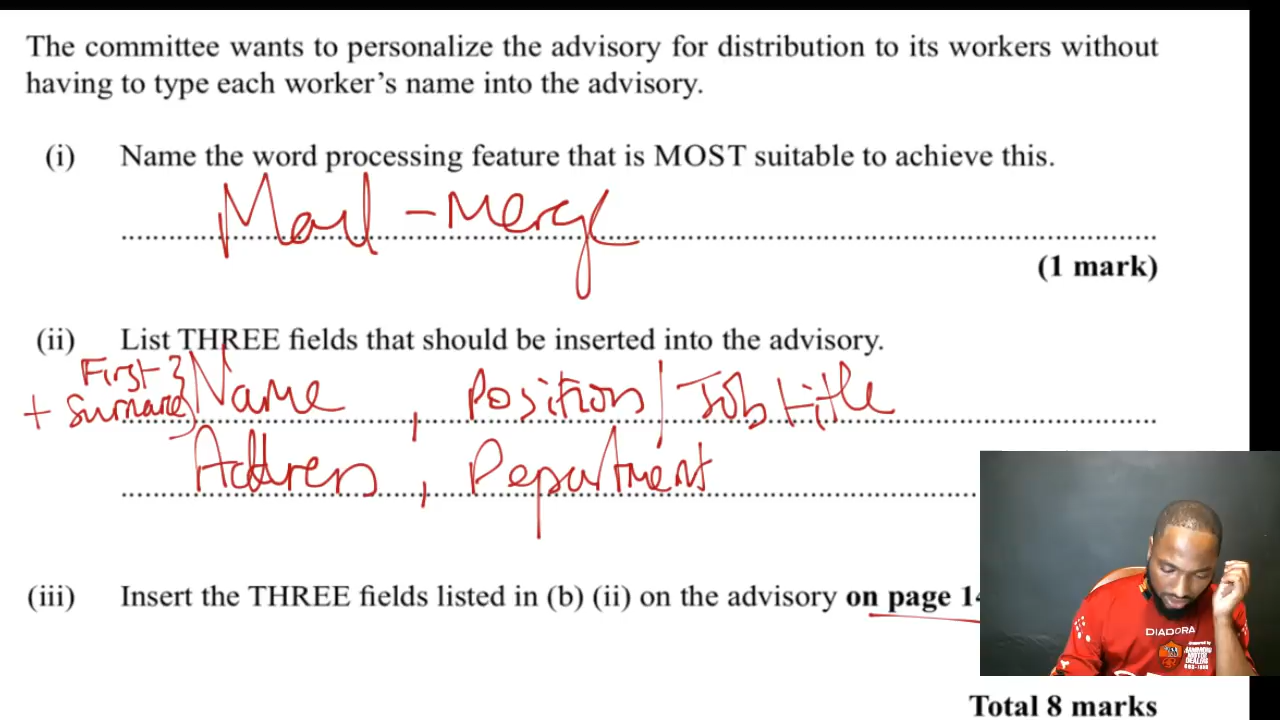 The committee wants to personalize the advisory for distribution to its workers without
having to type each worker's name into the advisory.
(i) Name the word processing feature that is MOST suitable to achieve this.
Mail - Merge
(1 mark)
(ii) List THREE fields that should be inserted into the advisory.
First } Name , Position / Job title
+ Surname
Address , Department
(iii) Insert the THREE fields listed in (b) (ii) on the advisory on page 14
DIADORA
Total 8 marks